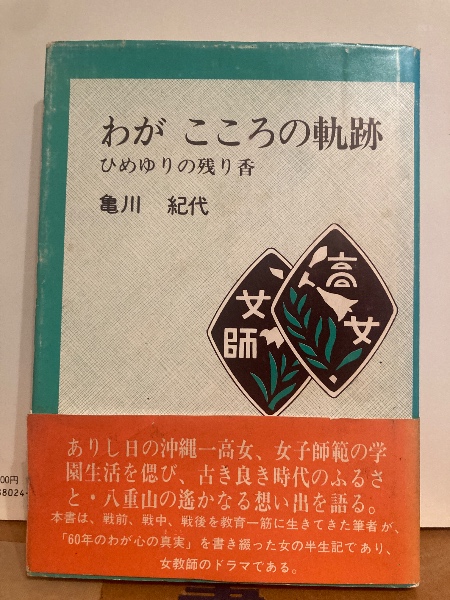 わが こころの軌跡
ひめゆりの残り香
亀川 紀代
高女
女師
ありし日の沖縄一高女、女子師範の学
園生活を偲び、古き良き時代のふるさ
と・八重山の遙かなる想い出を語る。
本書は、戦前、戦中、戦後を教育一筋に生きてきた筆者が、
「60年のわが心の真実」を書き綴った女の半生記であり、
女教師のドラマである。
00円
8024-